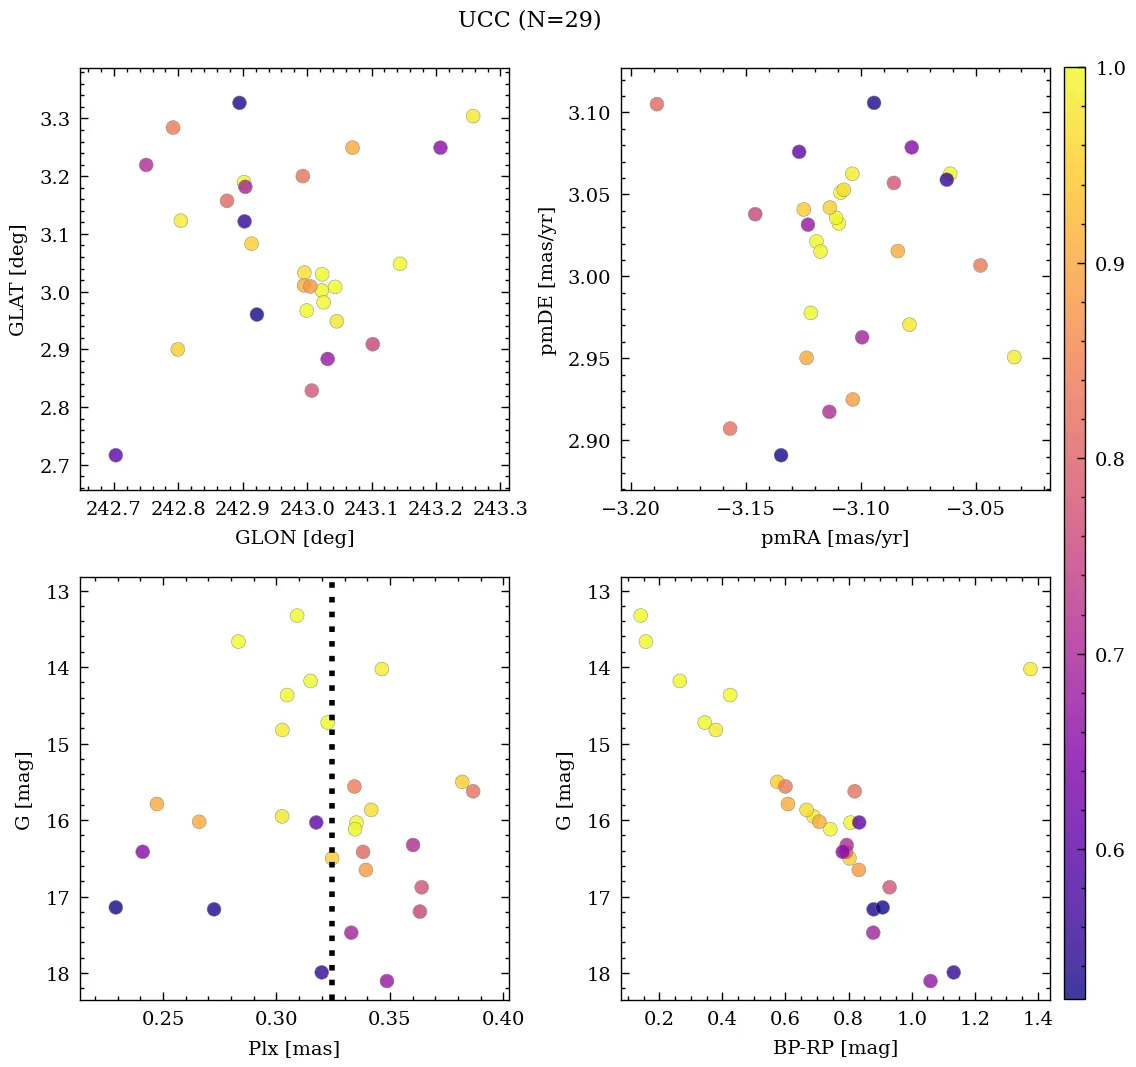 UCC (N=29)
3.3
3.2
3.1
3.0
2.9
2.8
2.7
GLAT [deg]
242.7 242.8 242.9 243.0 243.1 243.2 243.3
GLON [deg]
3.10
3.05
3.00
2.95
2.90
pmDE [mas/yr]
−3.20 −3.15 −3.10 −3.05
pmRA [mas/yr]
1.0
0.9
0.8
0.7
0.6
13
14
15
16
17
18
G [mag]
0.25 0.30 0.35 0.40
Plx [mas]
13
14
15
16
17
18
G [mag]
0.2 0.4 0.6 0.8 1.0 1.2 1.4
BP-RP [mag]